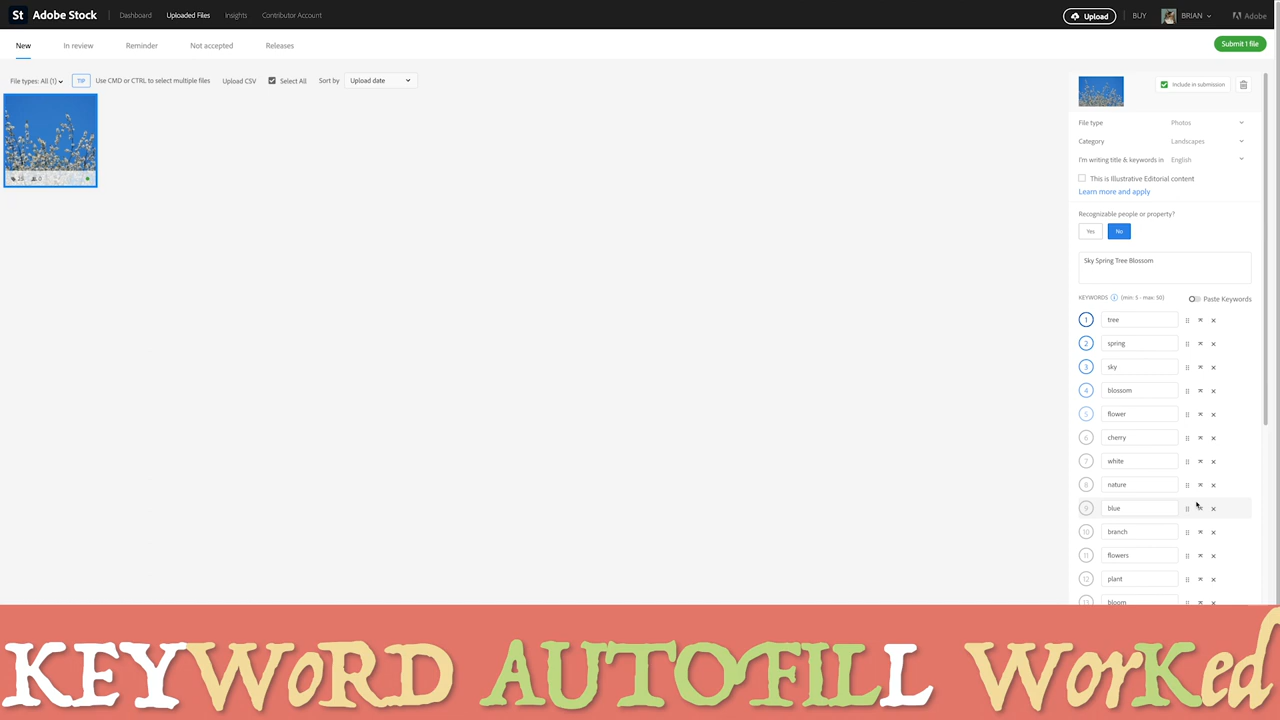 St Adobe Stock Dashboard Uploaded Files Insights Contributor Account Upload BUY BRIAN Adobe
New In review Reminder Not accepted Releases Submit 1 file
File types: All (1) TIP Use CMD or CTRL to select multiple files Upload CSV Select All Sort by Upload date
Include in submission
File type Photos
Category Landscapes
I'm writing title & keywords in English
This is Illustrative Editorial content
Learn more and apply
Recognizable people or property?
Yes No
Sky Spring Tree Blossom
KEYWORDS (min: 5 - max: 50) Paste Keywords
1 tree
2 spring
3 sky
4 blossom
5 flower
6 cherry
7 white
8 nature
9 blue
10 branch
11 flowers
12 plant
13 bloom
KEYWoRD AUTOFILL WorKed